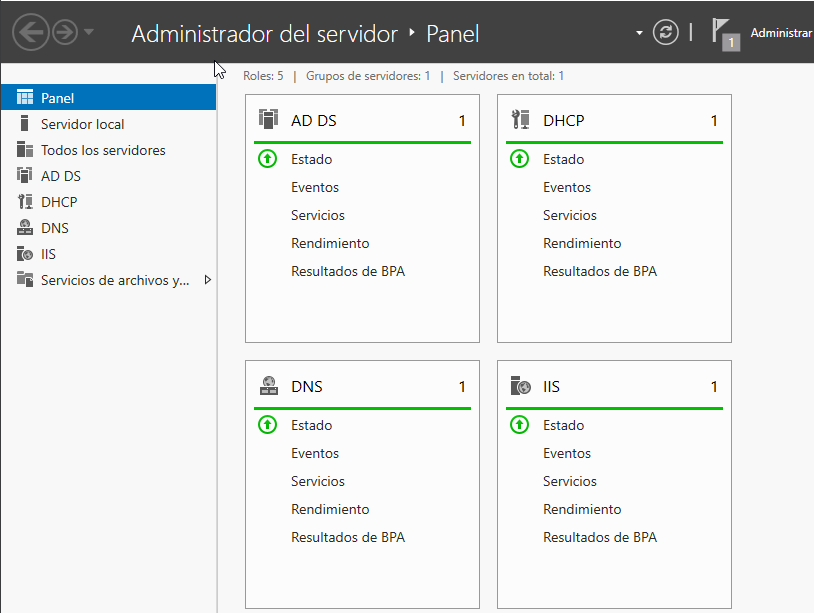 Administrador del servidor ‣ Panel
1
Administrar
Roles: 5 | Grupos de servidores: 1 | Servidores en total: 1
Panel
Servidor local
Todos los servidores
AD DS
DHCP
DNS
IIS
Servicios de archivos y...
AD DS 1
Estado
Eventos
Servicios
Rendimiento
Resultados de BPA
DHCP 1
Estado
Eventos
Servicios
Rendimiento
Resultados de BPA
DNS 1
Estado
Eventos
Servicios
Rendimiento
Resultados de BPA
IIS 1
Estado
Eventos
Servicios
Rendimiento
Resultados de BPA